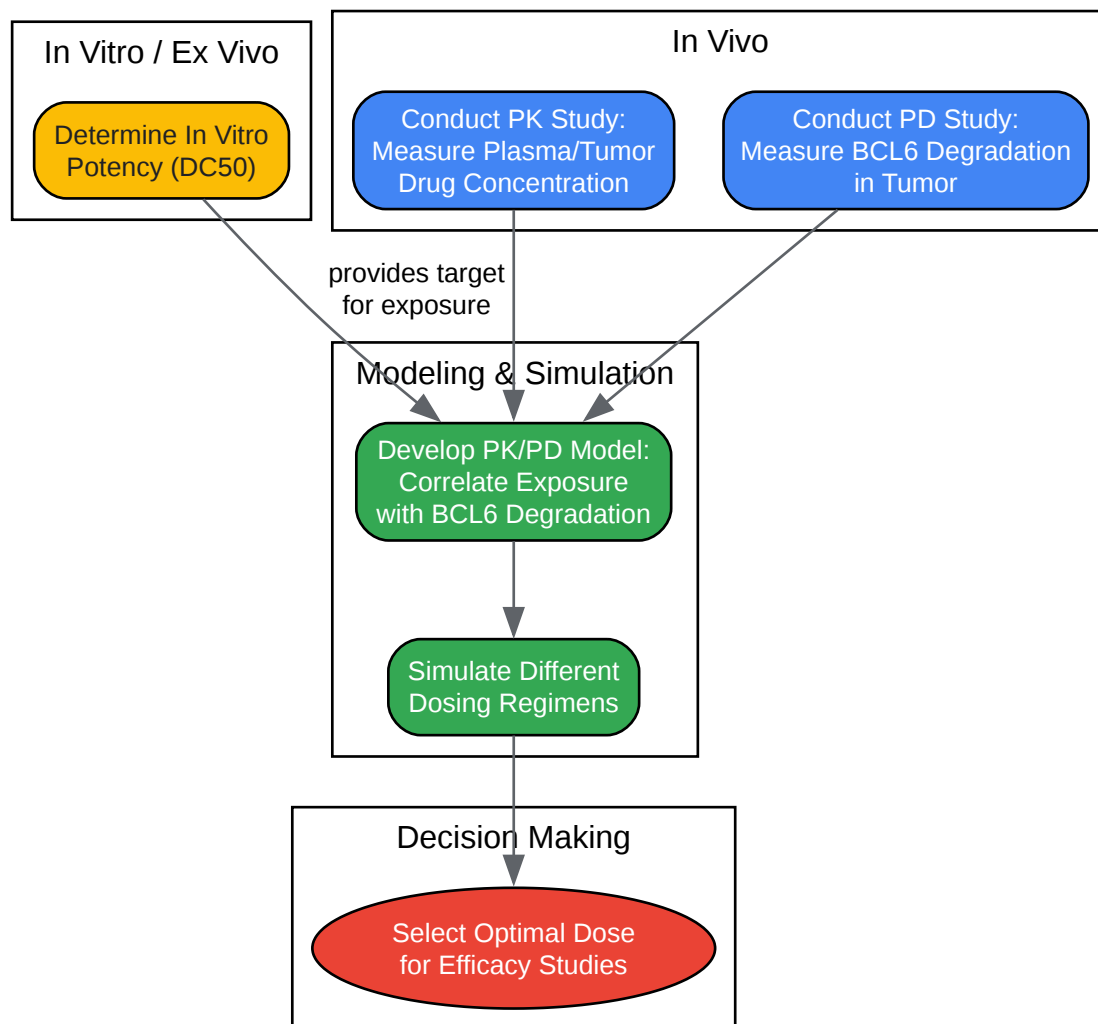 In Vitro / Ex Vivo
Determine In Vitro
Potency (DC50)
In Vivo
Conduct PK Study:
Measure Plasma/Tumor
Drug Concentration
Conduct PD Study:
Measure BCL6 Degradation
in Tumor
provides target
for exposure
Modeling & Simulation
Develop PK/PD Model:
Correlate Exposure
with BCL6 Degradation
Simulate Different
Dosing Regimens
Decision Making
Select Optimal Dose
for Efficacy Studies